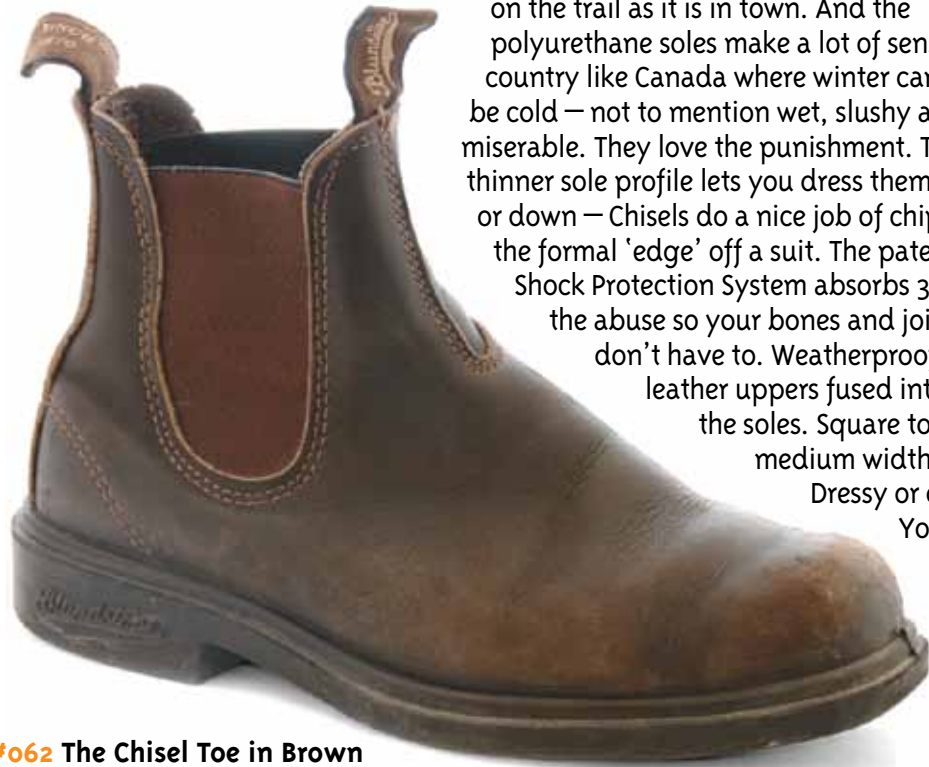 on the trail as it is in town. And the
polyurethane soles make a lot of sen
country like Canada where winter can
be cold — not to mention wet, slushy a
miserable. They love the punishment. T
thinner sole profile lets you dress them
or down — Chisels do a nice job of chip
the formal ‘edge’ off a suit. The pate
Shock Protection System absorbs 3
the abuse so your bones and joi
don’t have to. Weatherproof
leather uppers fused int
the soles. Square to
medium width
Dressy or
Yo
Blundstone
#062 The Chisel Toe in Brown